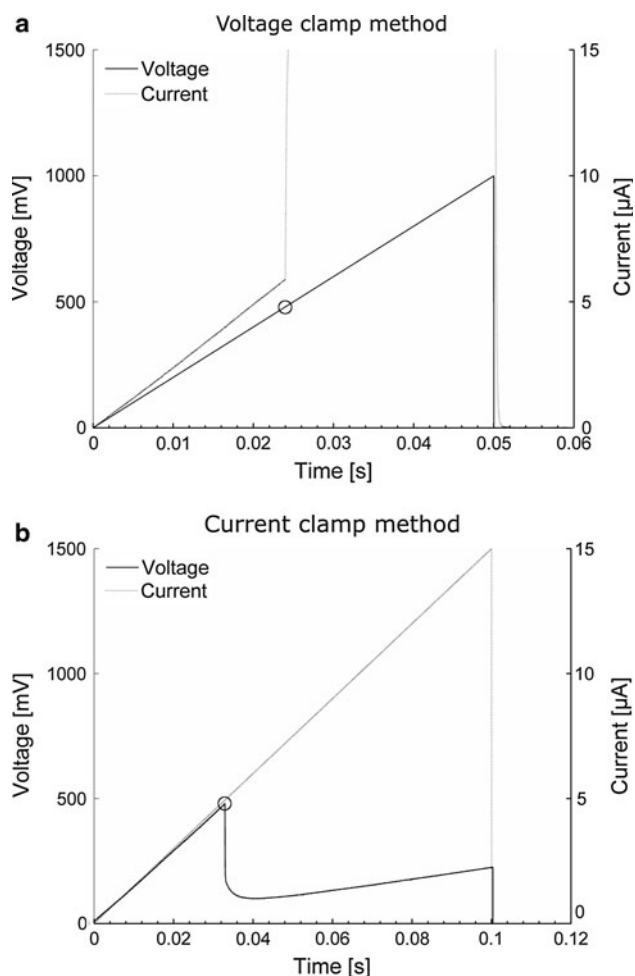 a
Voltage clamp method
1500
15
Voltage
Current
1000
10
Voltage [mV]
Current [µA]
500
5
0
0
0
0.01
0.02
0.03
0.04
0.05
0.06
Time [s]
b
Current clamp method
1500
15
Voltage
Current
1000
10
Voltage [mV]
Current [µA]
500
5
0
0
0
0.02
0.04
0.06
0.08
0.1
0.12
Time [s]